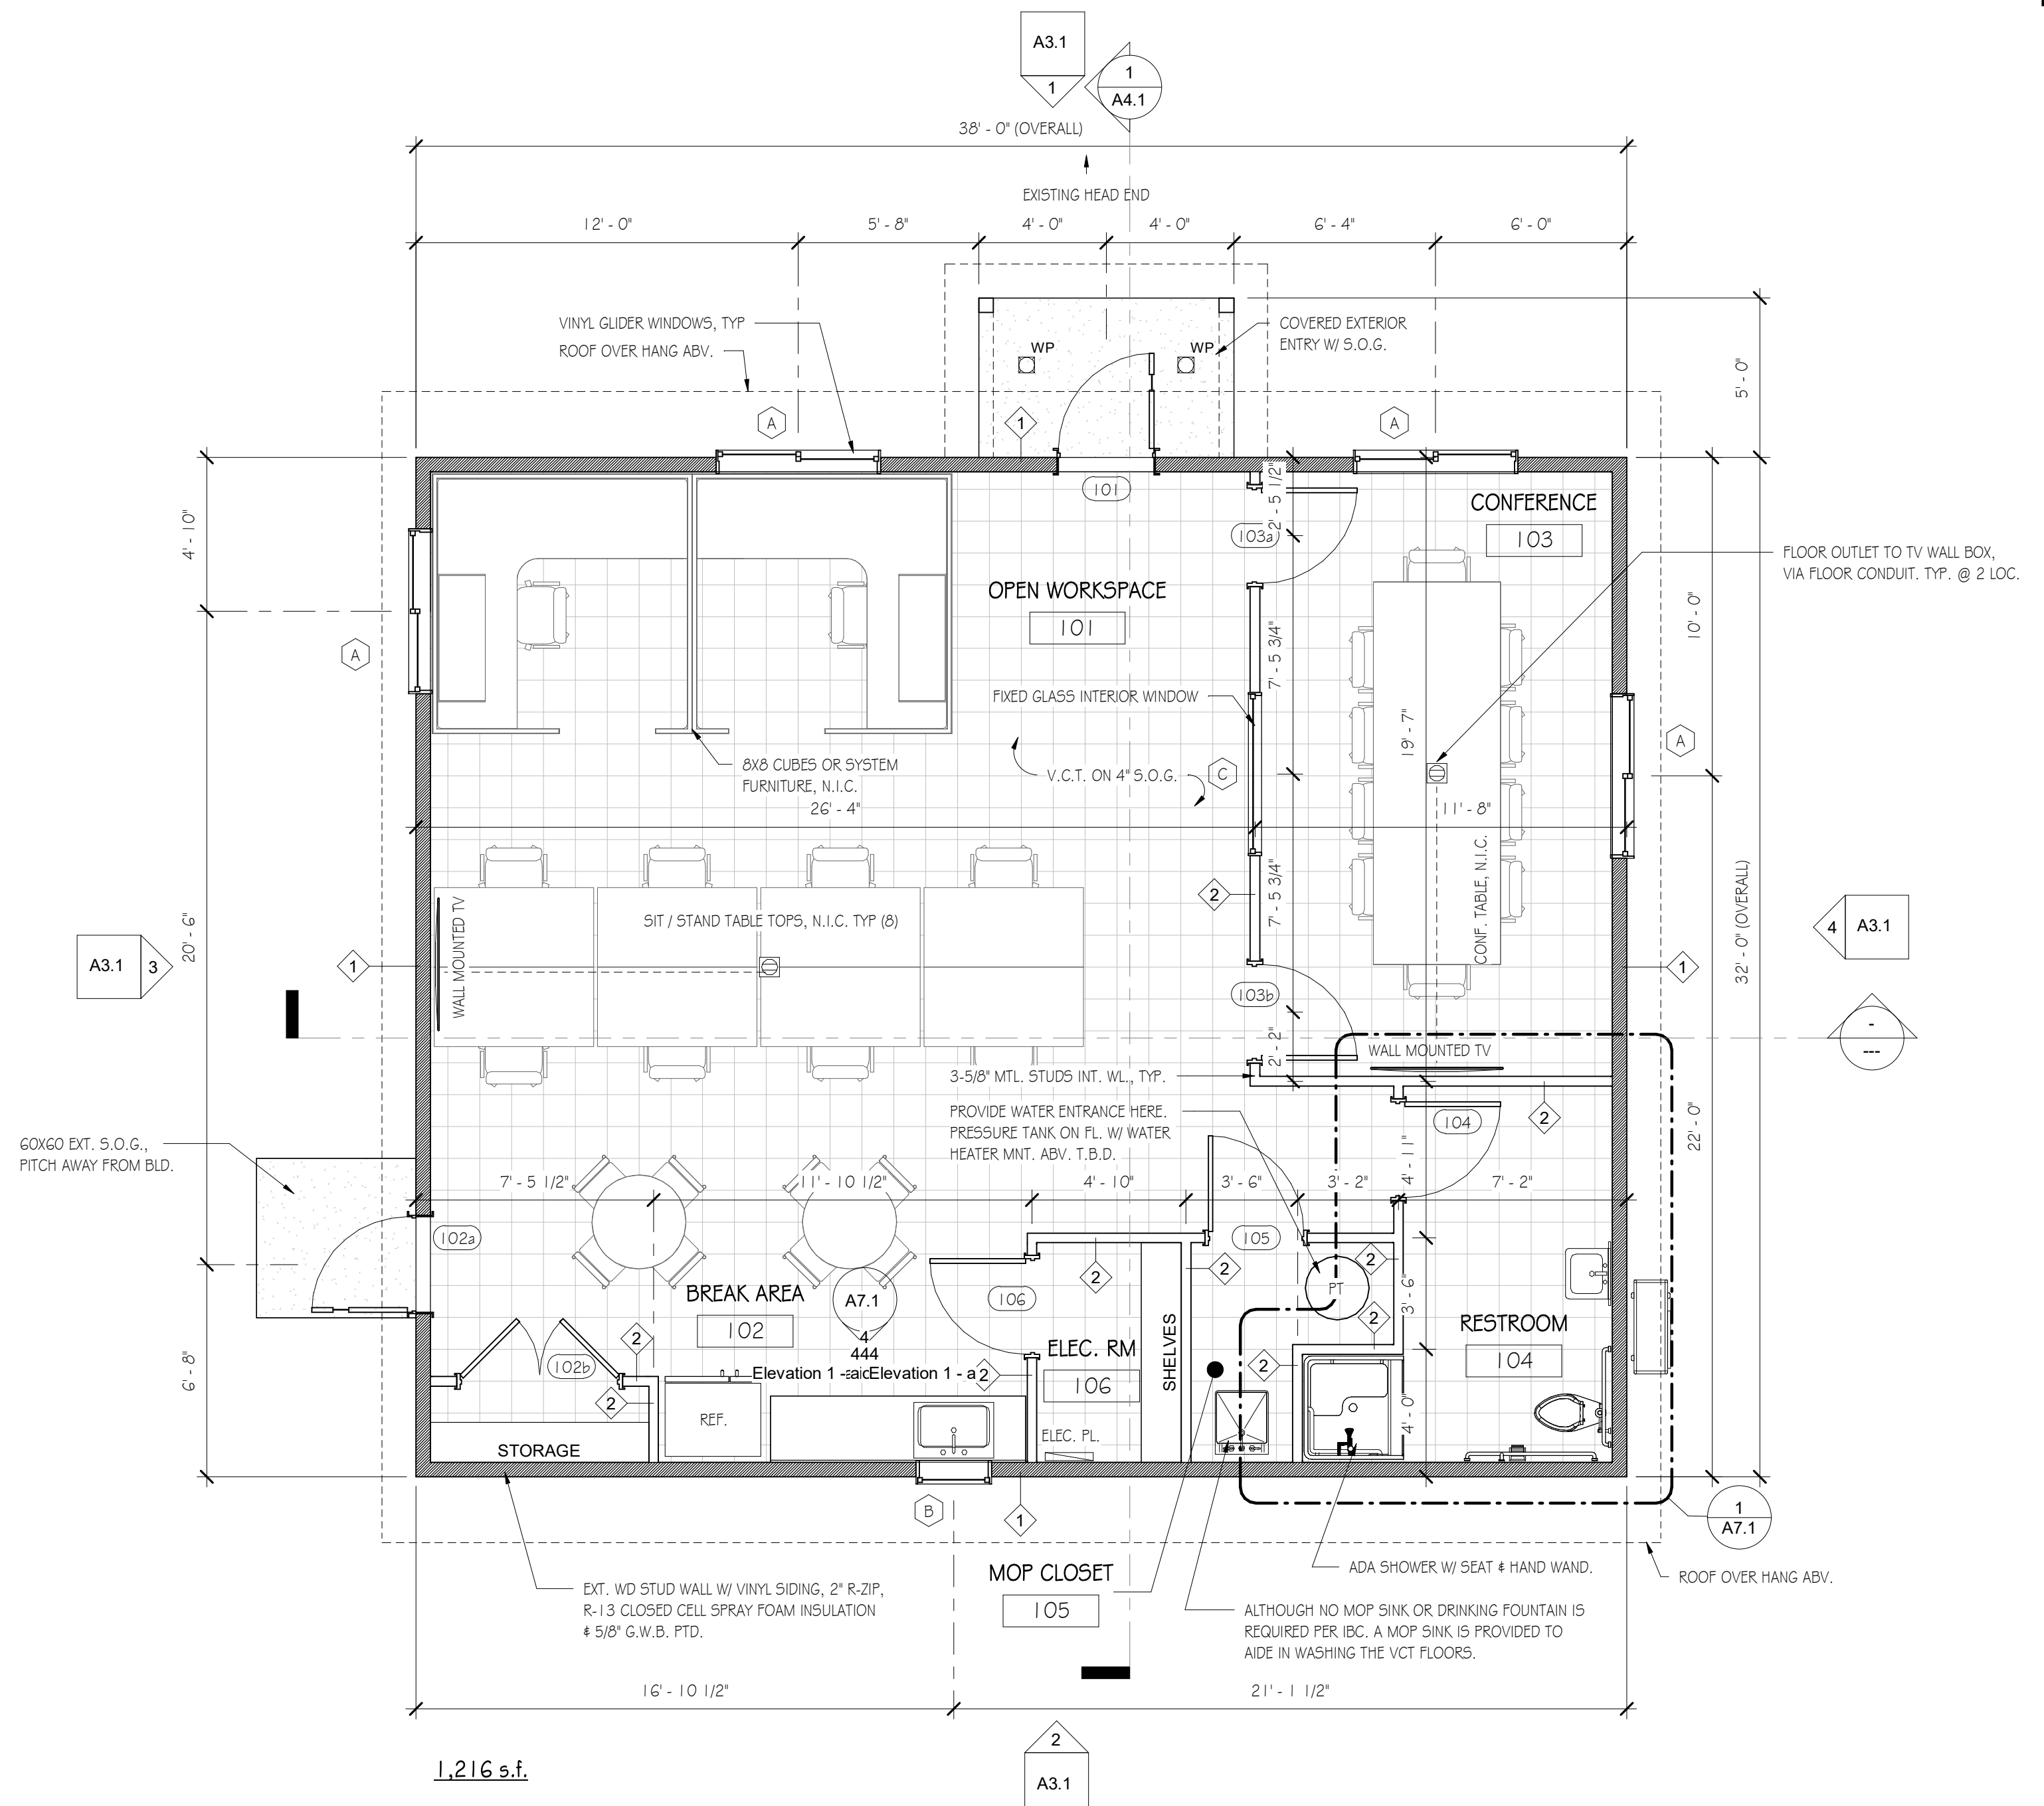 A3.1
1
1
A4.1
38' - 0" (OVERALL)
EXISTING HEAD END
12' - 0"
5' - 8"
4' - 0"
4' - 0"
6' - 4"
6' - 0"
VINYL GLIDER WINDOWS, TYP
ROOF OVER HANG ABV.
WP
WP
COVERED EXTERIOR
ENTRY W/ S.O.G.
5' - 0"
A
1
A
101
2' - 5 1/2"
CONFERENCE
103
103a
4' - 10"
FLOOR OUTLET TO TV WALL BOX,
VIA FLOOR CONDUIT. TYP. @ 2 LOC.
OPEN WORKSPACE
101
10' - 0"
A
7' - 5 3/4"
FIXED GLASS INTERIOR WINDOW
19' - 7"
A
8X8 CUBES OR SYSTEM
FURNITURE, N.I.C.
V.C.T. ON 4" S.O.G.
C
26' - 4"
11' - 8"
2
7' - 5 3/4"
CONF. TABLE, N.I.C.
32' - 0" (OVERALL)
SIT / STAND TABLE TOPS, N.I.C. TYP (8)
WALL MOUNTED TV
20' - 6"
A3.1
3
1
4
A3.1
1
103b
-
---
2' - 2"
WALL MOUNTED TV
3-5/8" MTL. STUDS INT. WL., TYP.
PROVIDE WATER ENTRANCE HERE.
PRESSURE TANK ON FL. W/ WATER
HEATER MNT. ABV. T.B.D.
104
2
22' - 0"
60X60 EXT. S.O.G.,
PITCH AWAY FROM BLD.
4' - 11"
7' - 5 1/2"
11' - 10 1/2"
4' - 10"
3' - 6"
3' - 2"
7' - 2"
102a
105
2
2
2
PT
3' - 6"
BREAK AREA
102
A7.1
4
444
106
2
RESTROOM
104
6' - 8"
2
102b
Elevation 1 - a
Elevation 1 - a
2
ELEC. RM
106
SHELVES
2
2
REF.
ELEC. PL.
4' - 0"
STORAGE
B
1
1
A7.1
MOP CLOSET
105
ADA SHOWER W/ SEAT & HAND WAND.
ROOF OVER HANG ABV.
EXT. WD STUD WALL W/ VINYL SIDING, 2" R-ZIP,
R-13 CLOSED CELL SPRAY FOAM INSULATION
& 5/8" G.W.B. PTD.
ALTHOUGH NO MOP SINK OR DRINKING FOUNTAIN IS
REQUIRED PER IBC. A MOP SINK IS PROVIDED TO
AIDE IN WASHING THE VCT FLOORS.
16' - 10 1/2"
21' - 1 1/2"
2
A3.1
1,216 s.f.